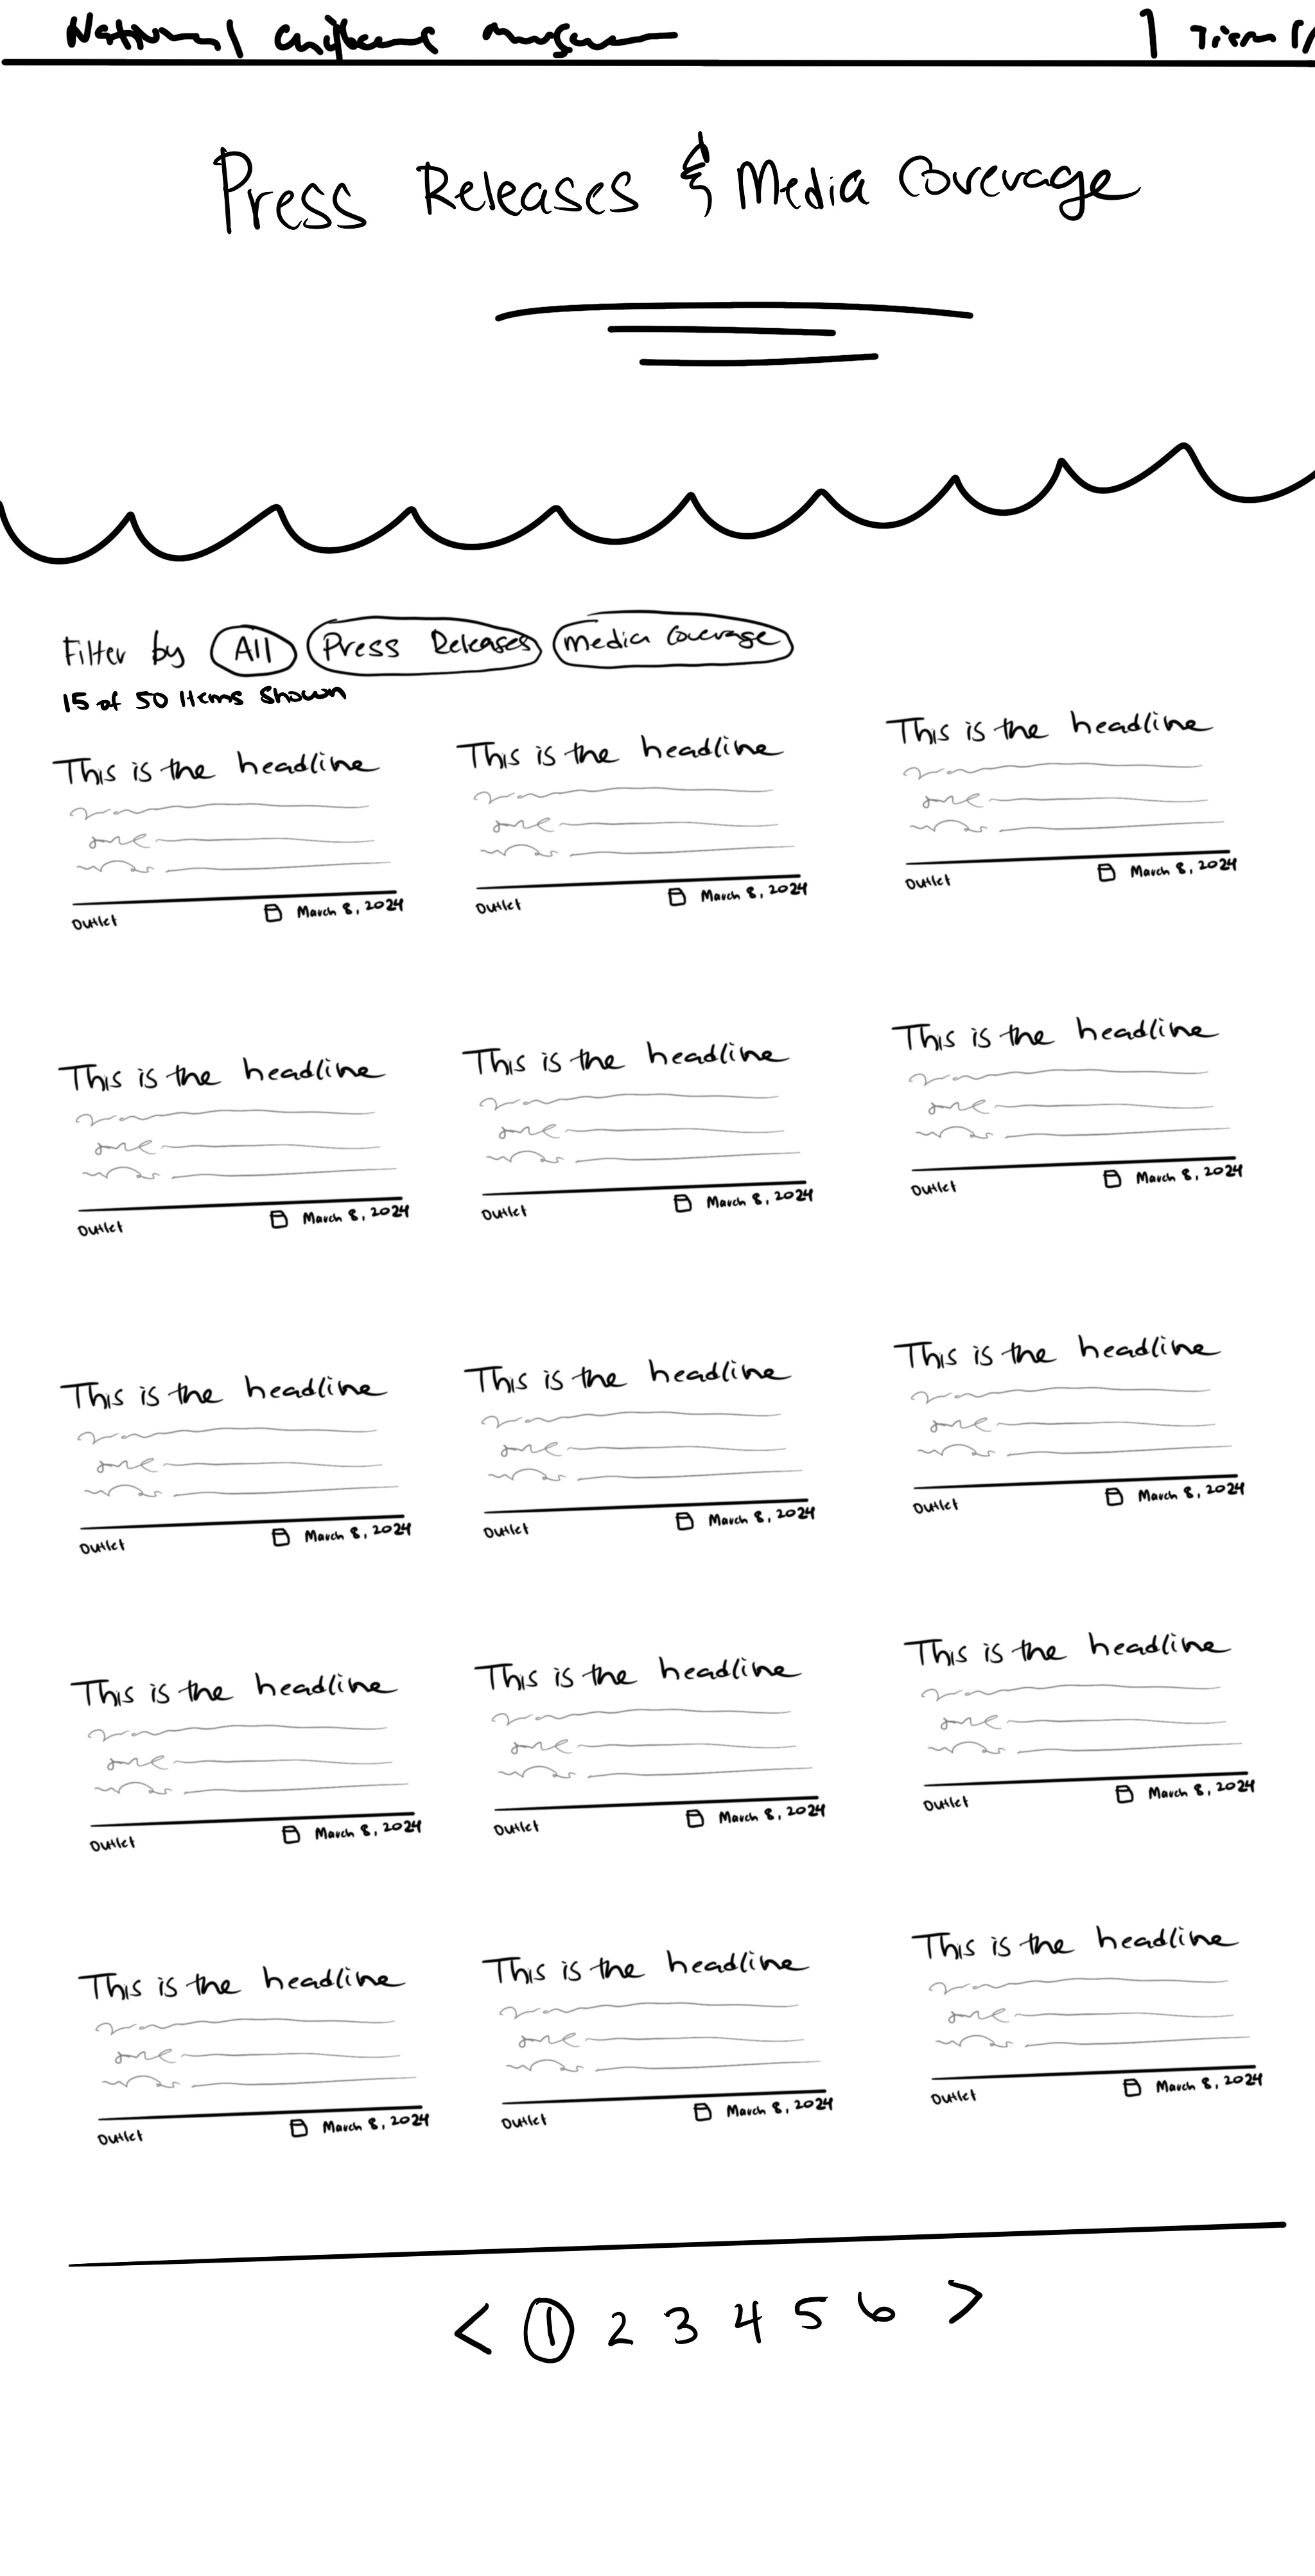 National
Press Releases & Media Coverage
Filter by All Press Releases Media Coverage
15 of 50 Items Shown
This is the headline
Outlet March 8, 2024
This is the headline
Outlet March 8, 2024
This is the headline
Outlet March 8, 2024
This is the headline
Outlet March 8, 2024
This is the headline
Outlet March 8, 2024
This is the headline
Outlet March 8, 2024
This is the headline
Outlet March 8, 2024
This is the headline
Outlet March 8, 2024
This is the headline
Outlet March 8, 2024
This is the headline
Outlet March 8, 2024
This is the headline
Outlet March 8, 2024
This is the headline
Outlet March 8, 2024
This is the headline
Outlet March 8, 2024
This is the headline
Outlet March 8, 2024
This is the headline
Outlet March 8, 2024
< 1 2 3 4 5 6 >